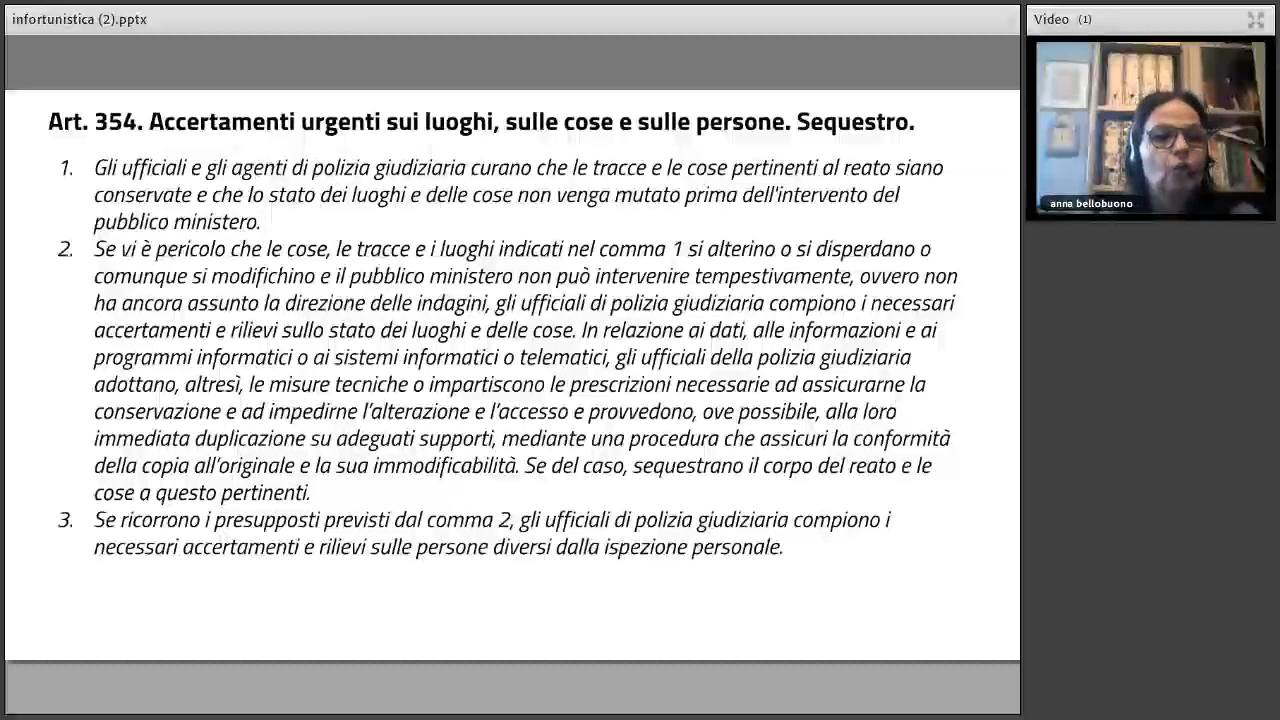 infortunistica (2).pptx
Video (1)
anna bellobuono
Art. 354. Accertamenti urgenti sui luoghi, sulle cose e sulle persone. Sequestro.
1. Gli ufficiali e gli agenti di polizia giudiziaria curano che le tracce e le cose pertinenti al reato siano
conservate e che lo stato dei luoghi e delle cose non venga mutato prima dell'intervento del
pubblico ministero.
2. Se vi è pericolo che le cose, le tracce e i luoghi indicati nel comma 1 si alterino o si disperdano o
comunque si modifichino e il pubblico ministero non può intervenire tempestivamente, ovvero non
ha ancora assunto la direzione delle indagini, gli ufficiali di polizia giudiziaria compiono i necessari
accertamenti e rilievi sullo stato dei luoghi e delle cose. In relazione ai dati, alle informazioni e ai
programmi informatici o ai sistemi informatici o telematici, gli ufficiali della polizia giudiziaria
adottano, altresì, le misure tecniche o impartiscono le prescrizioni necessarie ad assicurarne la
conservazione e ad impedirne l’alterazione e l’accesso e provvedono, ove possibile, alla loro
immediata duplicazione su adeguati supporti, mediante una procedura che assicuri la conformità
della copia all’originale e la sua immodificabilità. Se del caso, sequestrano il corpo del reato e le
cose a questo pertinenti.
3. Se ricorrono i presupposti previsti dal comma 2, gli ufficiali di polizia giudiziaria compiono i
necessari accertamenti e rilievi sulle persone diversi dalla ispezione personale.